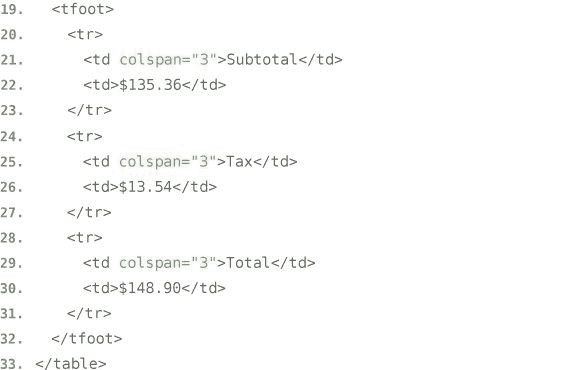 19. <tfoot>
20. <tr>
21. <td colspan="3">Subtotal</td>
22. <td>$135.36</td>
23. </tr>
24. <tr>
25. <td colspan="3">Tax</td>
26. <td>$13.54</td>
27. </tr>
28. <tr>
29. <td colspan="3">Total</td>
30. <td>$148.90</td>
31. </tr>
32. </tfoot>
33. </table>